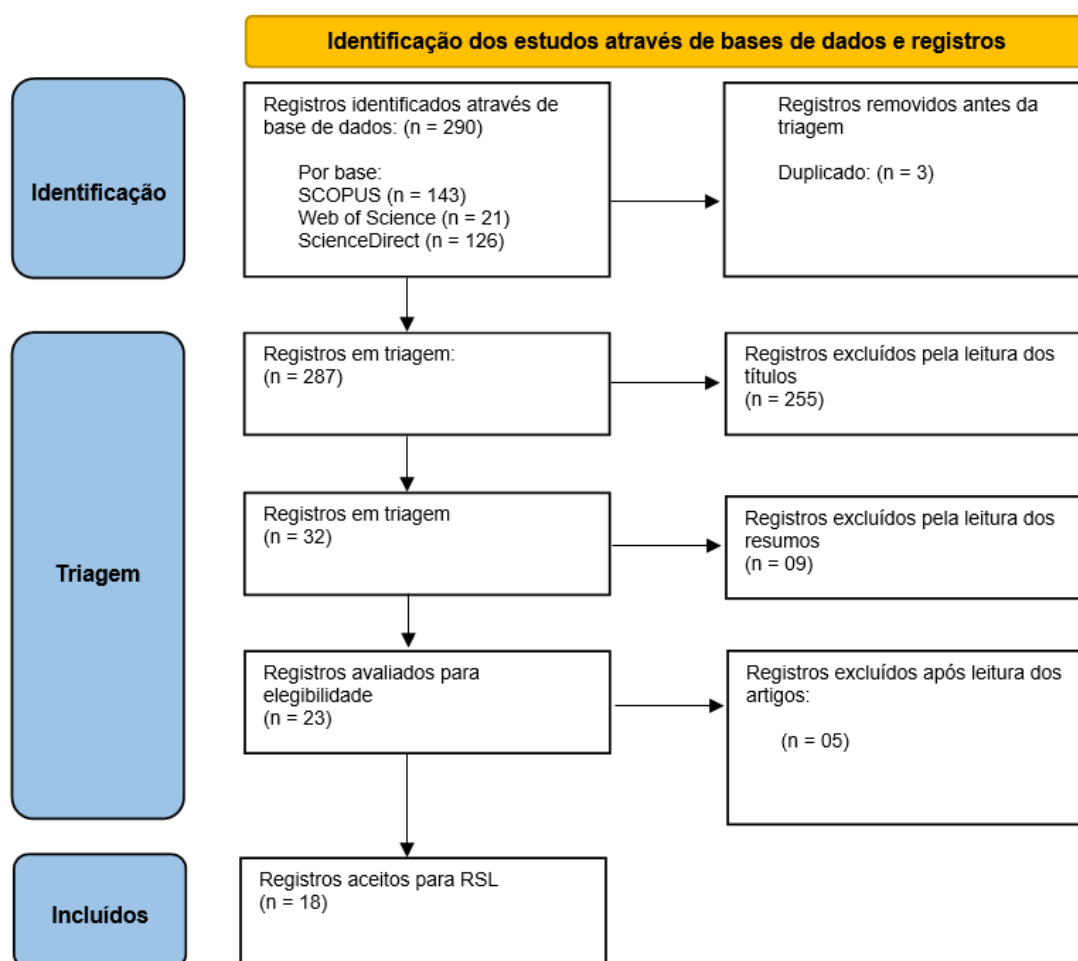 Identificação dos estudos através de bases de dados e registros
Identificação
Registros identificados através de
base de dados: (n = 290)
Por base:
SCOPUS (n = 143)
Web of Science (n = 21)
ScienceDirect (n = 126)
Registros removidos antes da
triagem
Duplicado: (n = 3)
Triagem
Registros em triagem:
(n = 287)
Registros excluídos pela leitura dos
títulos
(n = 255)
Registros em triagem
(n = 32)
Registros excluídos pela leitura dos
resumos
(n = 09)
Registros avaliados para
elegibilidade
(n = 23)
Registros excluídos após leitura dos
artigos:
(n = 05)
Incluídos
Registros aceitos para RSL
(n = 18)